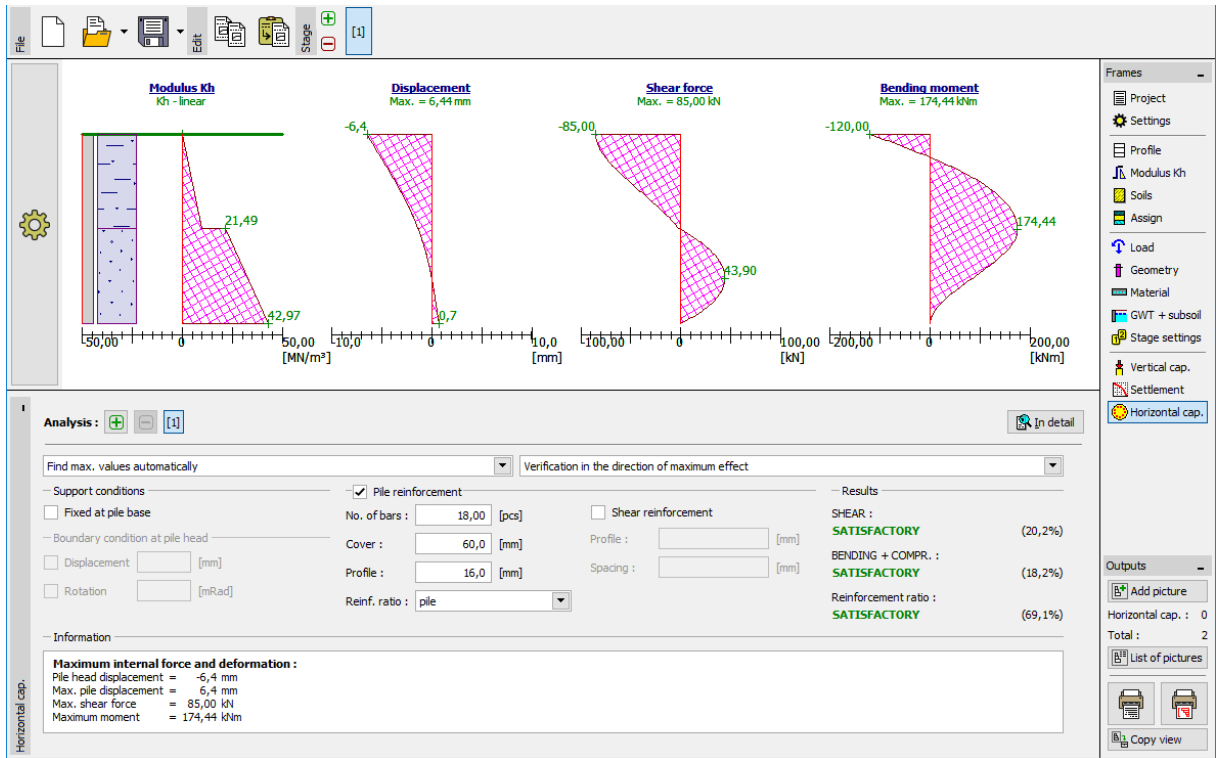 File
Edit
Stage
[1]
Modulus Kh
Kh - linear
21,49
42,97
-50,00 0 50,00
[MN/m³]
Displacement
Max. = 6,44 mm
-6,4
0,7
-10,0 0 10,0
[mm]
Shear force
Max. = 85,00 kN
-85,00
43,90
-100,00 0 100,00
[kN]
Bending moment
Max. = 174,44 kNm
-120,00
174,44
-200,00 0 200,00
[kNm]
Frames
Project
Settings
Profile
Modulus Kh
Soils
Assign
Load
Geometry
Material
GWT + subsoil
Stage settings
Vertical cap.
Settlement
Horizontal cap.
Analysis : [1] In detail
Find max. values automatically
Verification in the direction of maximum effect
Support conditions
Fixed at pile base
Boundary condition at pile head
Displacement [mm]
Rotation [mRad]
Pile reinforcement
No. of bars : 18,00 [pcs]
Cover : 60,0 [mm]
Profile : 16,0 [mm]
Reinf. ratio : pile
Shear reinforcement
Profile : [mm]
Spacing : [mm]
Results
SHEAR :
SATISFACTORY (20,2%)
BENDING + COMPR. :
SATISFACTORY (18,2%)
Reinforcement ratio :
SATISFACTORY (69,1%)
Information
Maximum internal force and deformation :
Pile head displacement = -6,4 mm
Max. pile displacement = 6,4 mm
Max. shear force = 85,00 kN
Maximum moment = 174,44 kNm
Horizontal cap.
Outputs
Add picture
Horizontal cap. : 0
Total : 2
List of pictures
Copy view